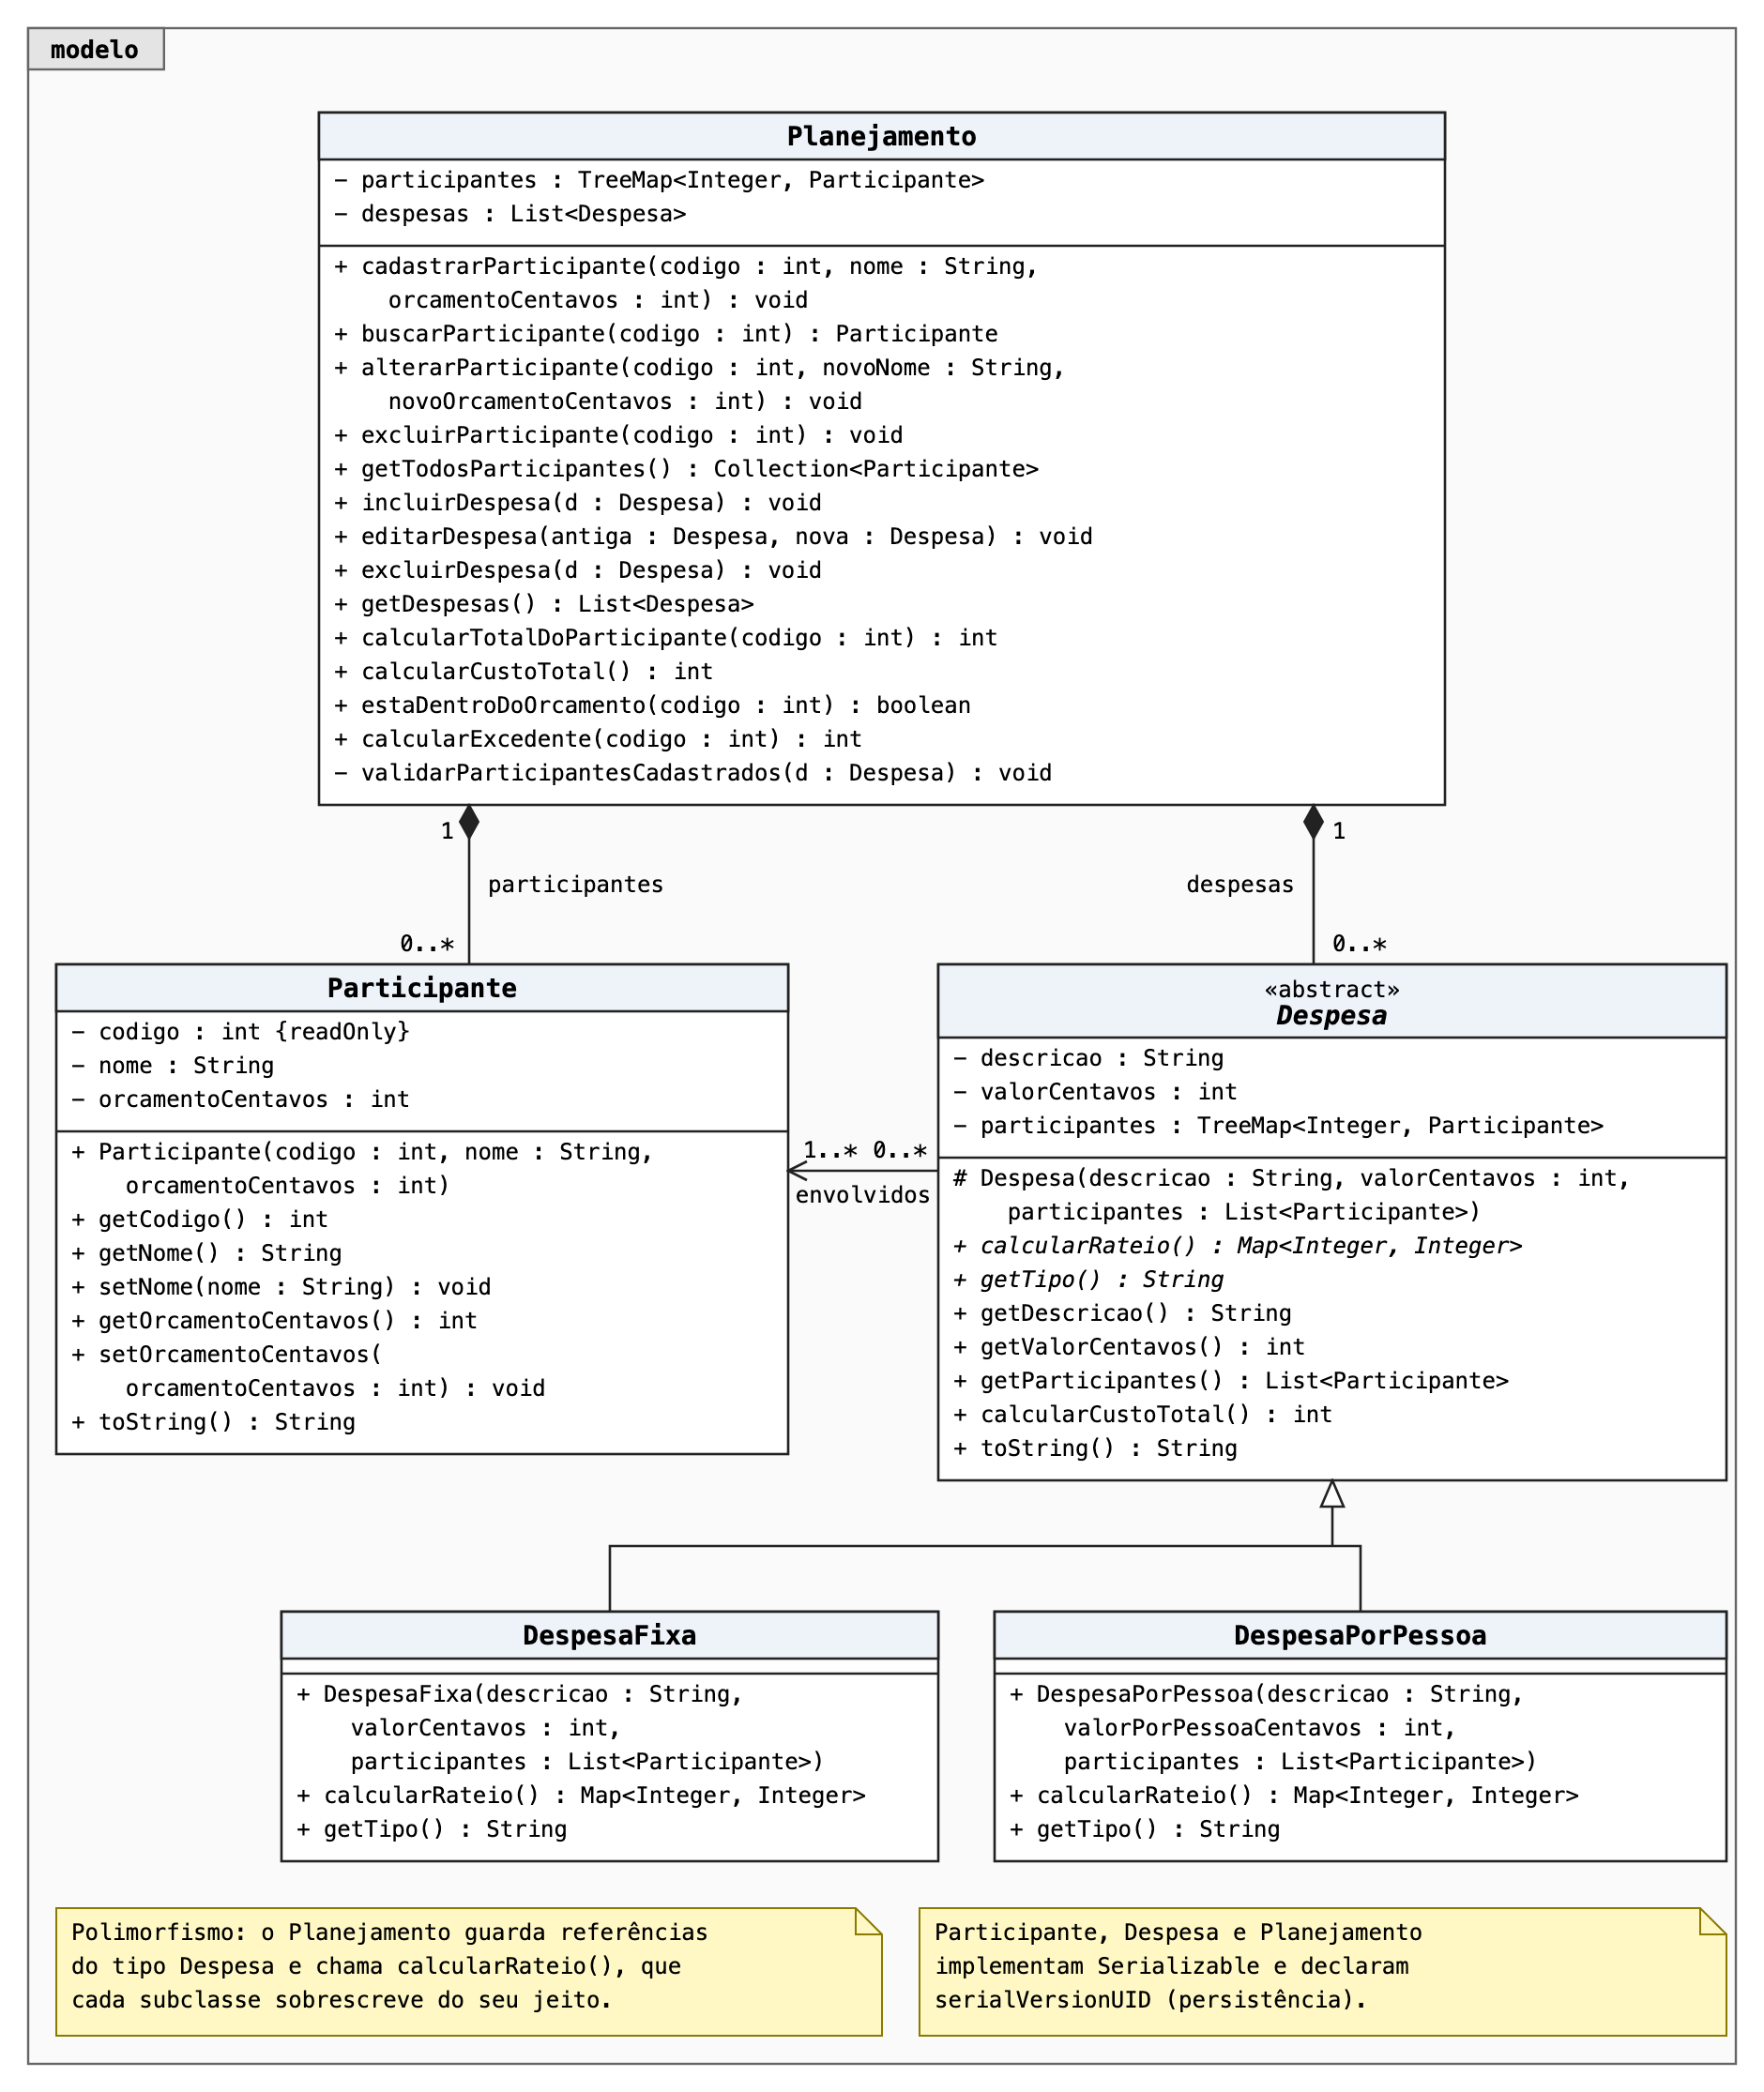 modelo
Planejamento
− participantes : TreeMap<Integer, Participante>
− despesas : List<Despesa>
+ cadastrarParticipante(codigo : int, nome : String,
orcamentoCentavos : int) : void
+ buscarParticipante(codigo : int) : Participante
+ alterarParticipante(codigo : int, novoNome : String,
novoOrcamentoCentavos : int) : void
+ excluirParticipante(codigo : int) : void
+ getTodosParticipantes() : Collection<Participante>
+ incluirDespesa(d : Despesa) : void
+ editarDespesa(antiga : Despesa, nova : Despesa) : void
+ excluirDespesa(d : Despesa) : void
+ getDespesas() : List<Despesa>
+ calcularTotalDoParticipante(codigo : int) : int
+ calcularCustoTotal() : int
+ estaDentroDoOrcamento(codigo : int) : boolean
+ calcularExcedente(codigo : int) : int
− validarParticipantesCadastrados(d : Despesa) : void
1
participantes
0..*
1
despesas
0..*
Participante
− codigo : int {readOnly}
− nome : String
− orcamentoCentavos : int
+ Participante(codigo : int, nome : String,
orcamentoCentavos : int)
+ getCodigo() : int
+ getNome() : String
+ setNome(nome : String) : void
+ getOrcamentoCentavos() : int
+ setOrcamentoCentavos(
orcamentoCentavos : int) : void
+ toString() : String
1..* 0..*
envolvidos
«abstract»
Despesa
− descricao : String
− valorCentavos : int
− participantes : TreeMap<Integer, Participante>
# Despesa(descricao : String, valorCentavos : int,
participantes : List<Participante>)
+ calcularRateio() : Map<Integer, Integer>
+ getTipo() : String
+ getDescricao() : String
+ getValorCentavos() : int
+ getParticipantes() : List<Participante>
+ calcularCustoTotal() : int
+ toString() : String
DespesaFixa
+ DespesaFixa(descricao : String,
valorCentavos : int,
participantes : List<Participante>)
+ calcularRateio() : Map<Integer, Integer>
+ getTipo() : String
DespesaPorPessoa
+ DespesaPorPessoa(descricao : String,
valorPorPessoaCentavos : int,
participantes : List<Participante>)
+ calcularRateio() : Map<Integer, Integer>
+ getTipo() : String
Polimorfismo: o Planejamento guarda referências
do tipo Despesa e chama calcularRateio(), que
cada subclasse sobrescreve do seu jeito.
Participante, Despesa e Planejamento
implementam Serializable e declaram
serialVersionUID (persistência).